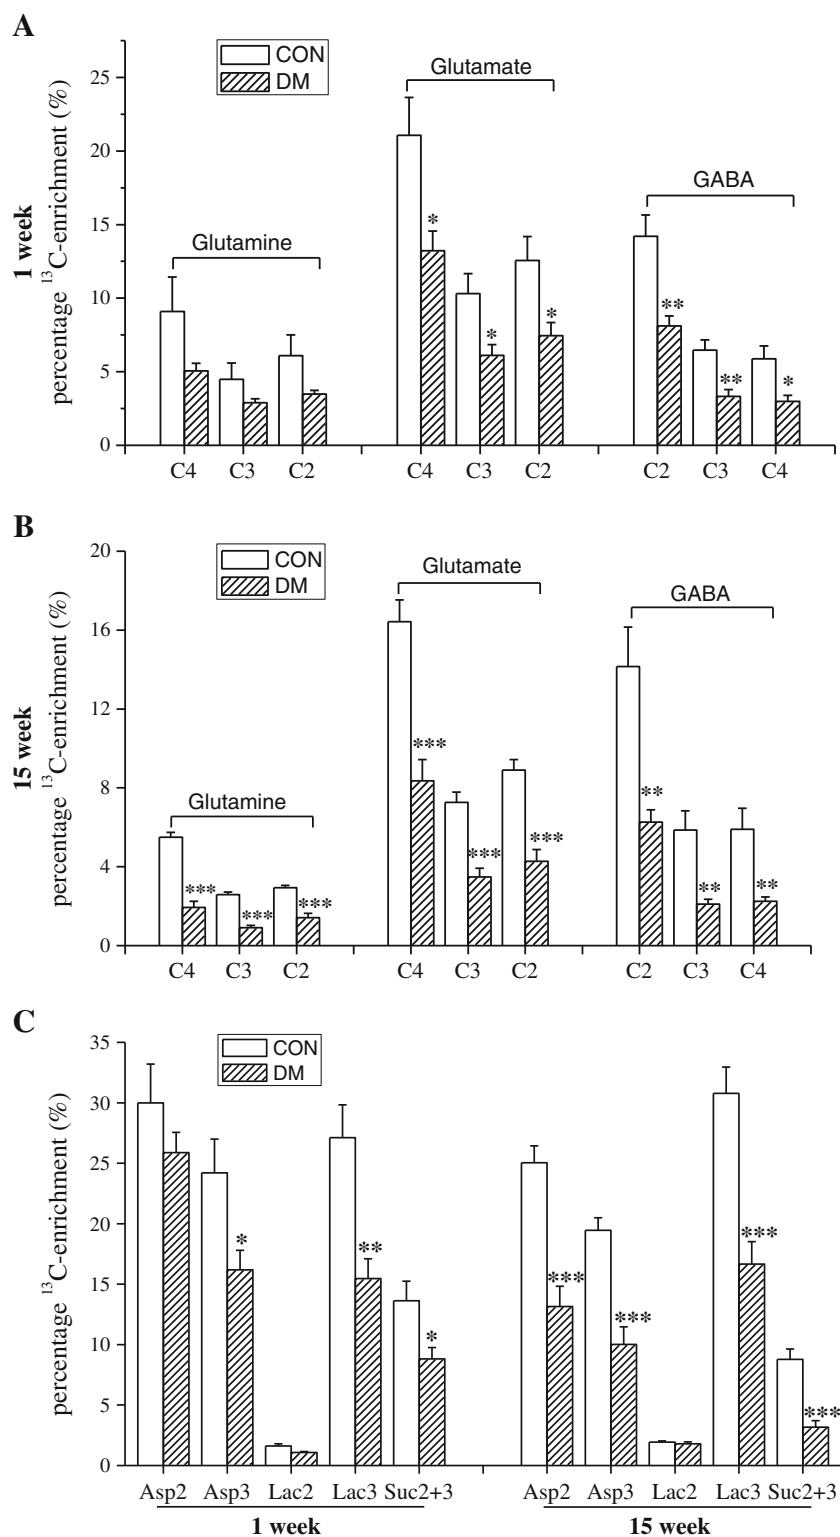 A
CON
DM
Glutamate
GABA
Glutamine
1 week
percentage ¹³C-enrichment (%)
25
20
15
10
5
0
*
*
*
**
**
*
C4 C3 C2 C4 C3 C2 C2 C3 C4
B
CON
DM
Glutamate
GABA
Glutamine
15 week
percentage ¹³C-enrichment (%)
20
16
12
8
4
0
***
***
***
***
***
***
**
**
**
C4 C3 C2 C4 C3 C2 C2 C3 C4
C
CON
DM
percentage ¹³C-enrichment (%)
35
30
25
20
15
10
5
0
*
**
*
***
***
***
***
Asp2 Asp3 Lac2 Lac3 Suc2+3 Asp2 Asp3 Lac2 Lac3 Suc2+3
1 week 15 week